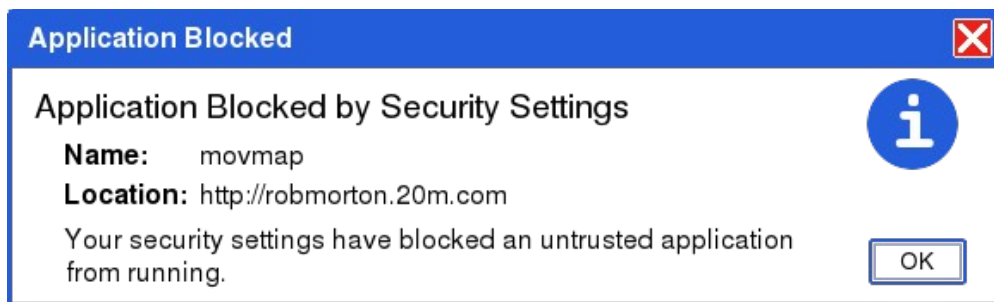 Application Blocked
Application Blocked by Security Settings
Name: movmap
Location: http://robmorton.20m.com
Your security settings have blocked an untrusted application
from running.
OK